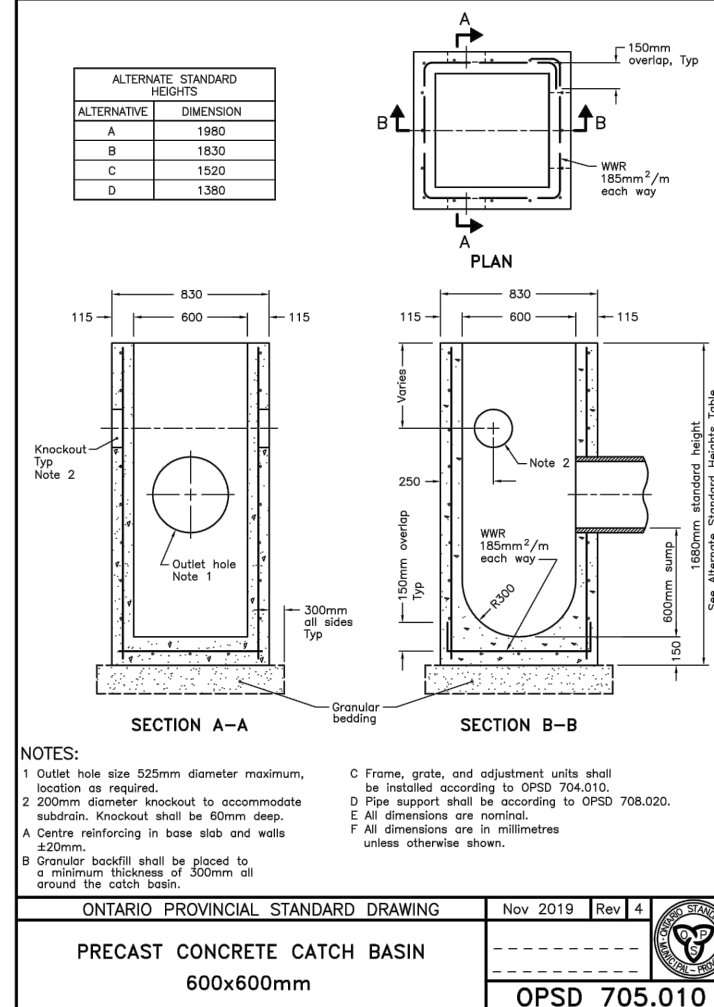 ALTERNATE STANDARD
HEIGHTS
ALTERNATIVE DIMENSION
A 1980
B 1830
C 1520
D 1380
A
150mm
overlap, Typ
B
B
WWR
185mm²/m
each way
A
PLAN
830
115 600 115
Knockout
Typ
Note 2
Outlet hole
Note 1
300mm
all sides
Typ
SECTION A-A
830
115 600 115
Varies
Note 2
250
150mm overlap
Typ
WWR
185mm²/m
each way
R300
600mm sump
150
1680mm standard height
See Alternate Standard Heights Table
Granular
bedding
SECTION B-B
NOTES:
1 Outlet hole size 525mm diameter maximum,
location as required.
2 200mm diameter knockout to accommodate
subdrain. Knockout shall be 60mm deep.
A Centre reinforcing in base slab and walls
±20mm.
B Granular backfill shall be placed to
a minimum thickness of 300mm all
around the catch basin.
C Frame, grate, and adjustment units shall
be installed according to OPSD 704.010.
D Pipe support shall be according to OPSD 708.020.
E All dimensions are nominal.
F All dimensions are in millimetres
unless otherwise shown.
ONTARIO PROVINCIAL STANDARD DRAWING
Nov 2019 Rev 4
PRECAST CONCRETE CATCH BASIN
600x600mm
OPSD 705.010
ONTARIO
MUNICIPAL
OPS